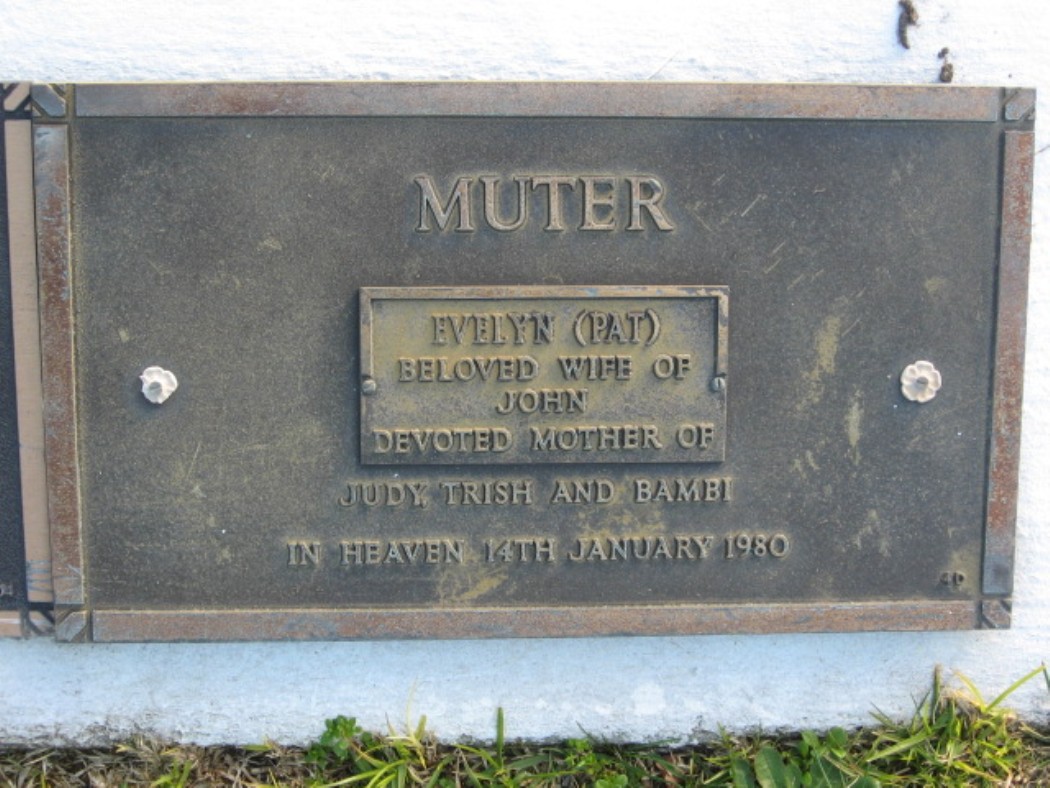 MUTER
EVELYN (PAT)
BELOVED WIFE OF
JOHN
DEVOTED MOTHER OF
JUDY, TRISH AND BAMBI
IN HEAVEN 14TH JANUARY 1980